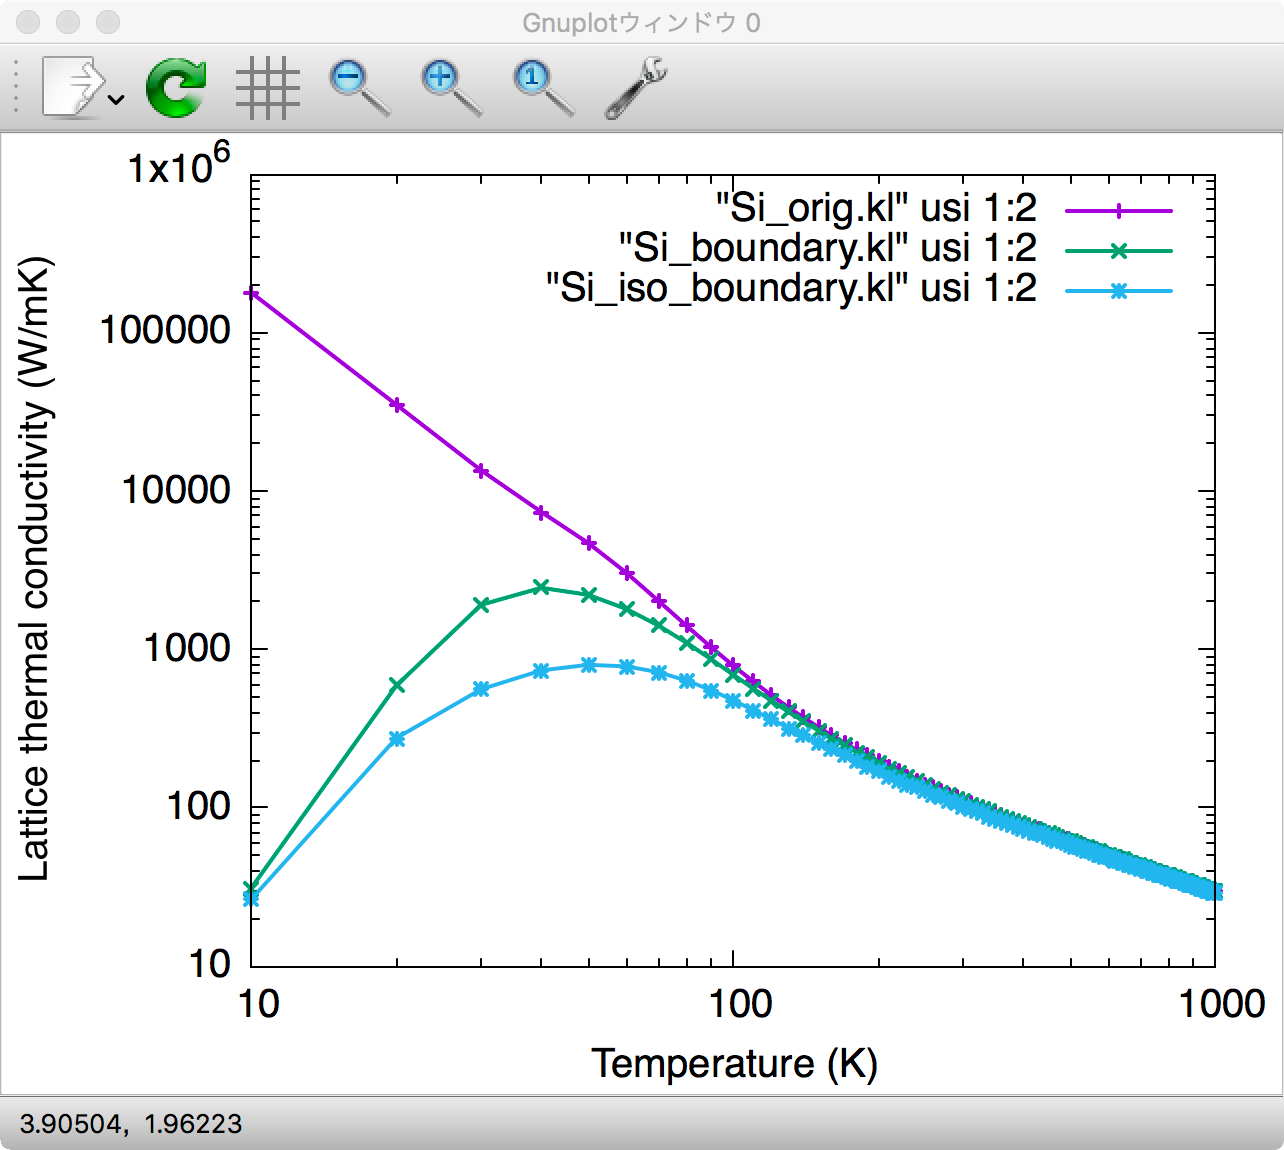 Gnuplotウィンドウ 0
1
1x10^6
100000
10000
1000
100
10
Lattice thermal conductivity (W/mK)
"Si_orig.kl" usi 1:2
"Si_boundary.kl" usi 1:2
"Si_iso_boundary.kl" usi 1:2
10 100 1000
Temperature (K)
3.90504, 1.96223